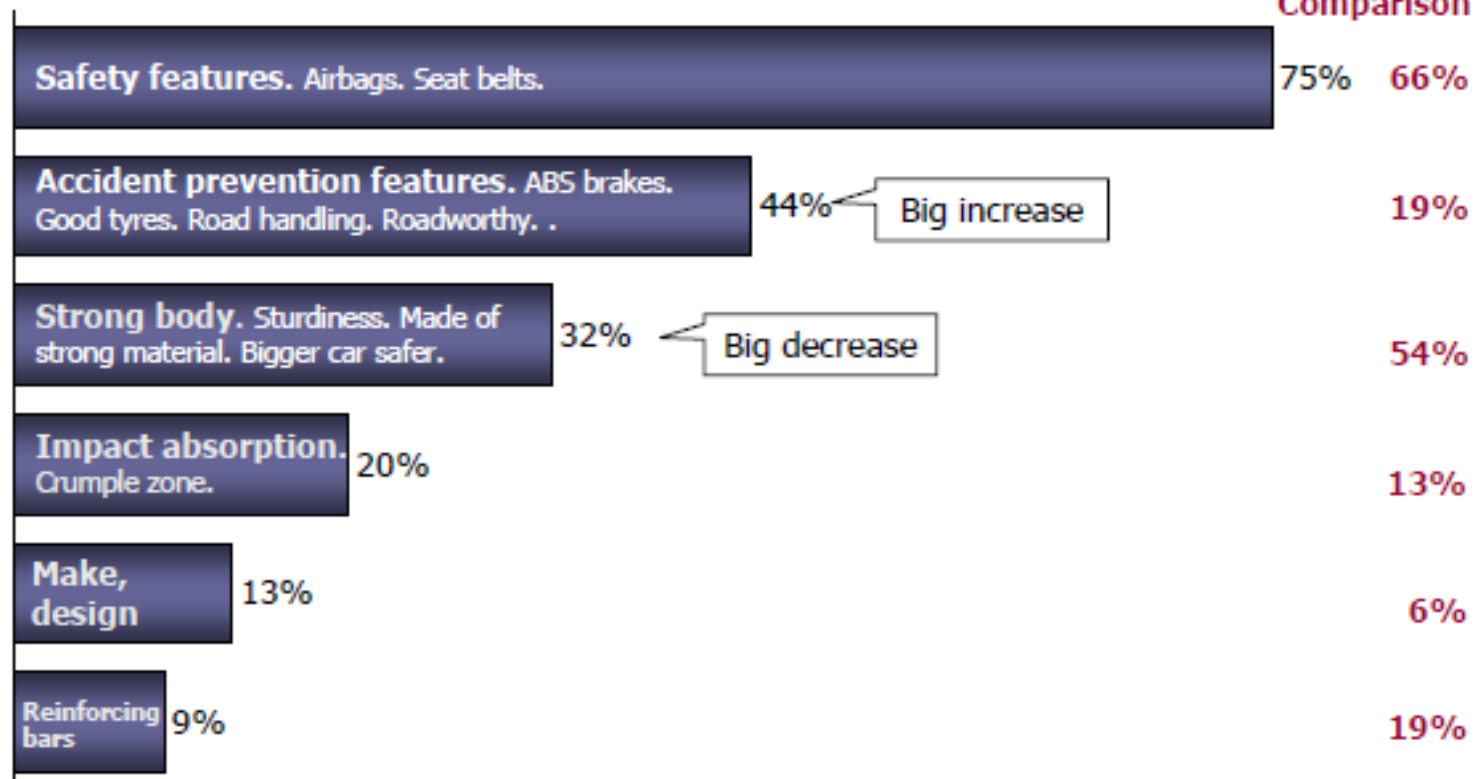 Comparison
Safety features. Airbags. Seat belts.
75%
66%
Accident prevention features. ABS brakes.
Good tyres. Road handling. Roadworthy. .
44%
Big increase
19%
Strong body. Sturdiness. Made of
strong material. Bigger car safer.
32%
Big decrease
54%
Impact absorption.
Crumple zone.
20%
13%
Make,
design
13%
6%
Reinforcing
bars
9%
19%